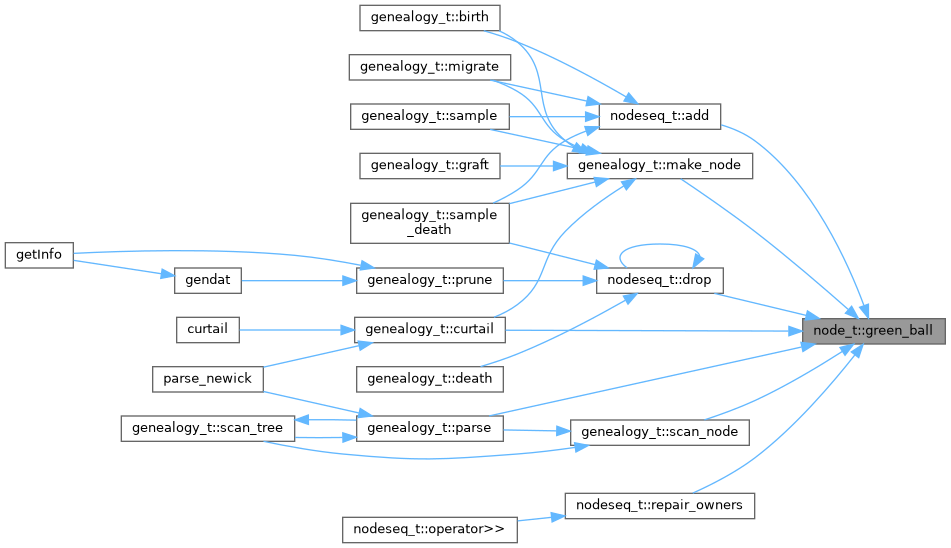 genealogy_t::birth
genealogy_t::migrate
genealogy_t::sample
nodeseq_t::add
genealogy_t::graft
genealogy_t::make_node
genealogy_t::sample
_death
getInfo
gendat
genealogy_t::prune
nodeseq_t::drop
curtail
genealogy_t::curtail
node_t::green_ball
parse_newick
genealogy_t::death
genealogy_t::scan_tree
genealogy_t::parse
genealogy_t::scan_node
nodeseq_t::repair_owners
nodeseq_t::operator>>